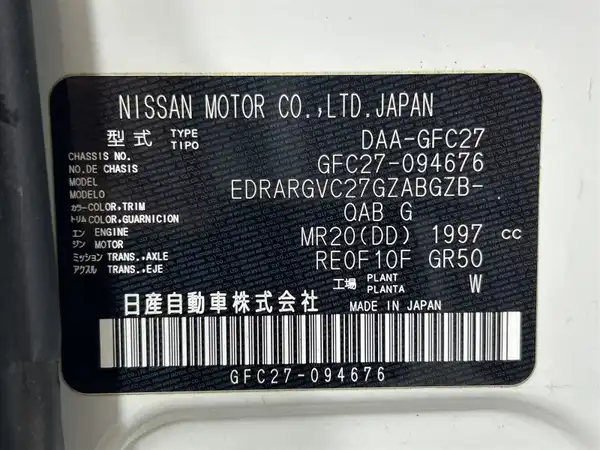 NISSAN MOTOR CO.,LTD.JAPAN
型式 TYPE TIPO DAA-GFC27
CHASSIS NO. NO.DE CHASIS GFC27-094676
MODEL MODELO EDRARGVC27GZABGZB-
カラー COLOR,TRIM トリム COLOR,GUARNICION QAB G
エンジン ENGINE MOTOR MR20(DD) 1997 cc
ミッション TRANS.,AXLE アクスル TRANS.,EJE RE0F10F GR50
工場 PLANT PLANTA W
日産自動車株式会社 MADE IN JAPAN
GFC27-094676